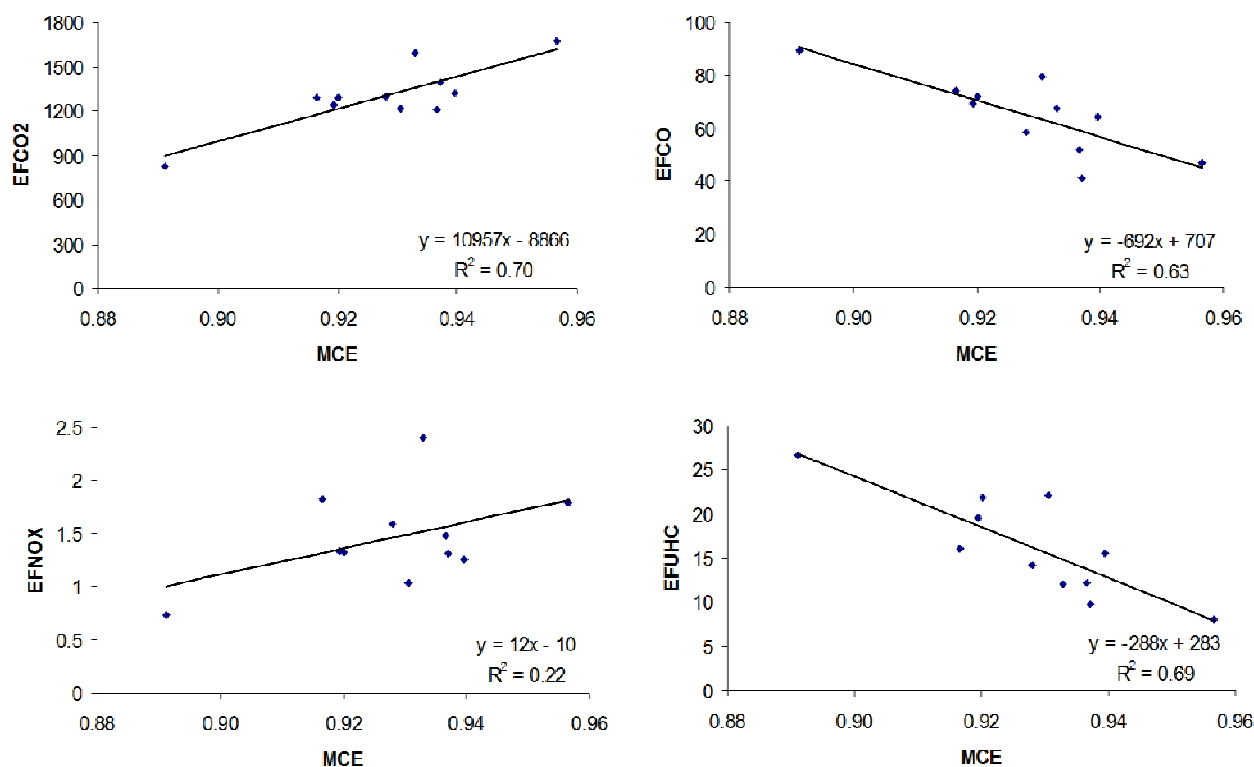 EFCO2
1800
1500
1200
900
600
300
0
y = 10957x - 8866
R² = 0.70
0.88 0.90 0.92 0.94 0.96
MCE
EFCO
100
80
60
40
20
0
y = -692x + 707
R² = 0.63
0.88 0.90 0.92 0.94 0.96
MCE
EFNOX
2.5
2
1.5
1
0.5
0
y = 12x - 10
R² = 0.22
0.88 0.90 0.92 0.94 0.96
MCE
EFUHC
30
25
20
15
10
5
0
y = -288x + 283
R² = 0.69
0.88 0.90 0.92 0.94 0.96
MCE